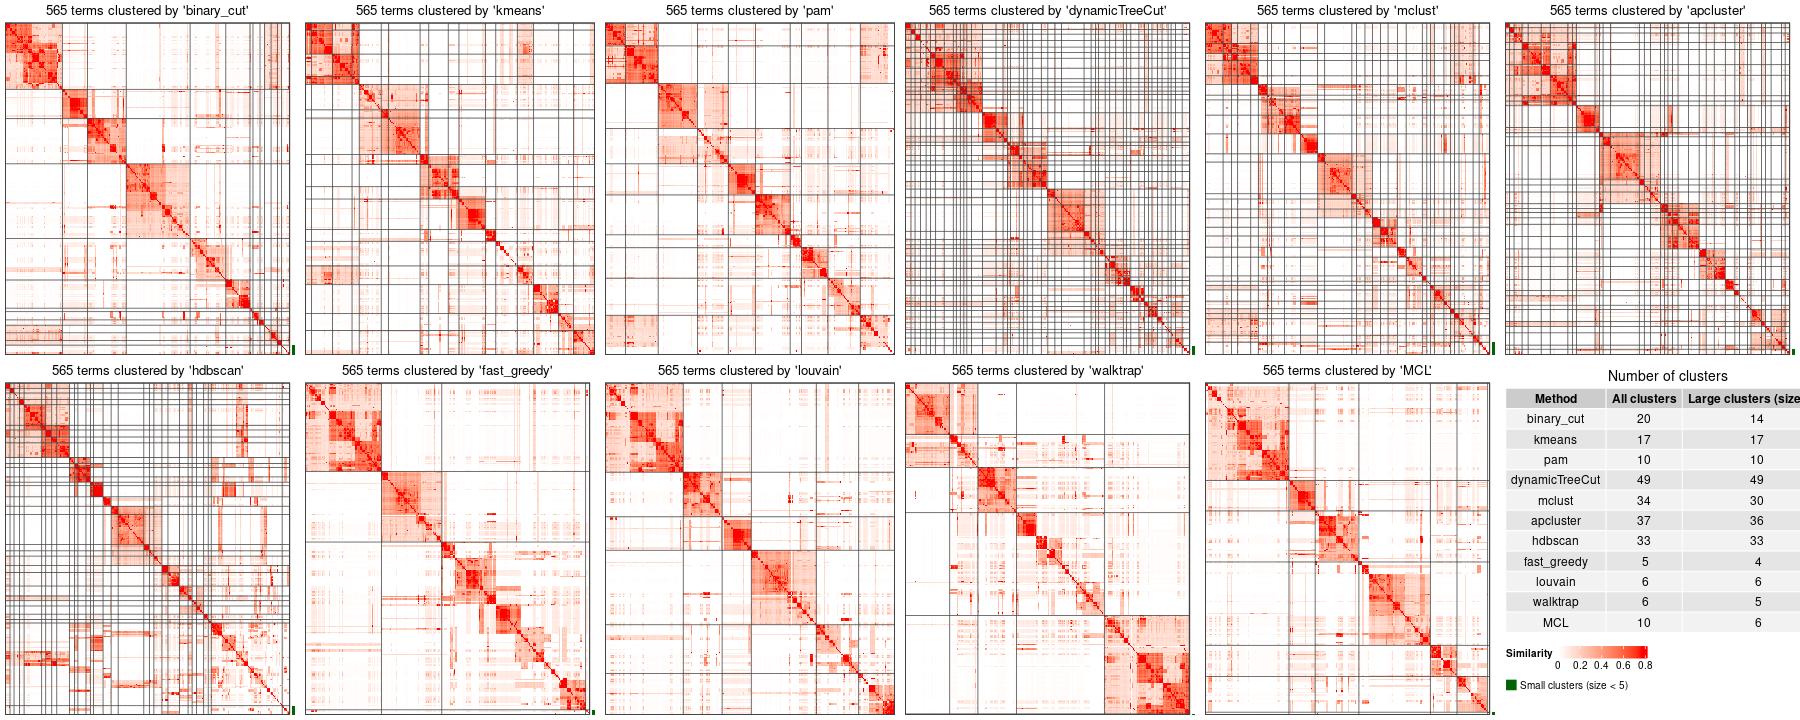 565 terms clustered by 'binary_cut'
565 terms clustered by 'kmeans'
565 terms clustered by 'pam'
565 terms clustered by 'dynamicTreeCut'
565 terms clustered by 'mclust'
565 terms clustered by 'apcluster'
565 terms clustered by 'hdbscan'
565 terms clustered by 'fast_greedy'
565 terms clustered by 'louvain'
565 terms clustered by 'walktrap'
565 terms clustered by 'MCL'
Number of clusters
Method All clusters Large clusters (size
binary_cut 20 14
kmeans 17 17
pam 10 10
dynamicTreeCut 49 49
mclust 34 30
apcluster 37 36
hdbscan 33 33
fast_greedy 5 4
louvain 6 6
walktrap 6 5
MCL 10 6
Similarity
0 0.2 0.4 0.6 0.8
Small clusters (size < 5)